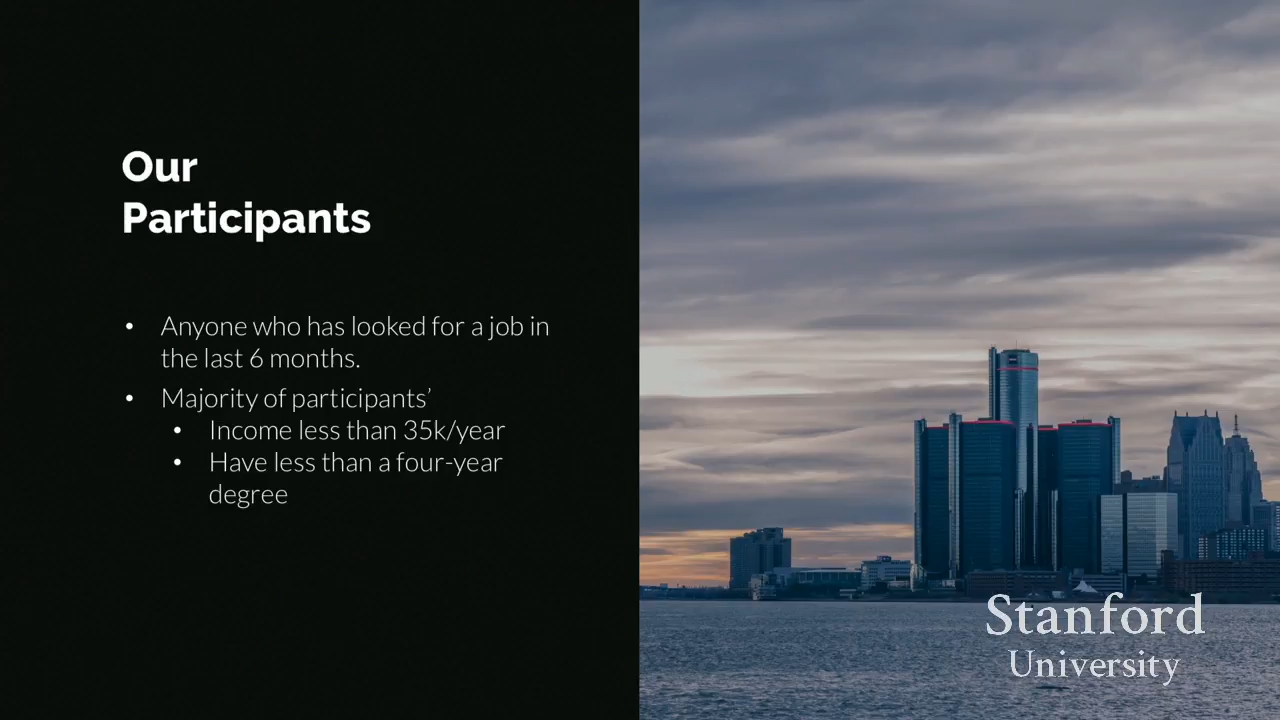 Our
Participants
• Anyone who has looked for a job in
the last 6 months.
• Majority of participants’
• Income less than 35k/year
• Have less than a four-year
degree
Stanford
University